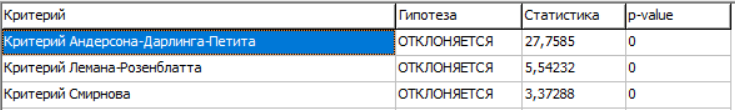 Критерий Гипотеза Статистика p-value
Критерий Андерсона-Дарлинга-Петита ОТКЛОНЯЕТСЯ 27,7585 0
Критерий Лемана-Розенблатта ОТКЛОНЯЕТСЯ 5,54232 0
Критерий Смирнова ОТКЛОНЯЕТСЯ 3,37288 0